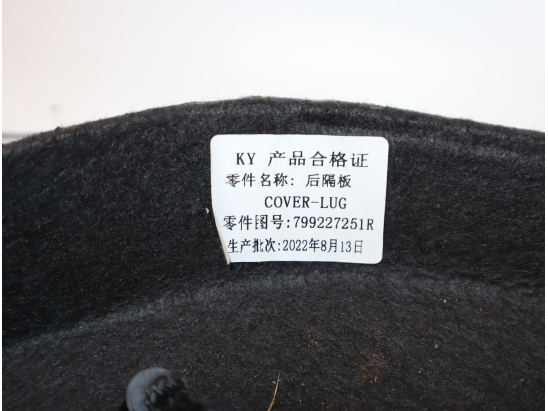 KY 产品合格证
零件名称: 后隔板
COVER-LUG
零件图号:799227251R
生产批次:2022年8月13日